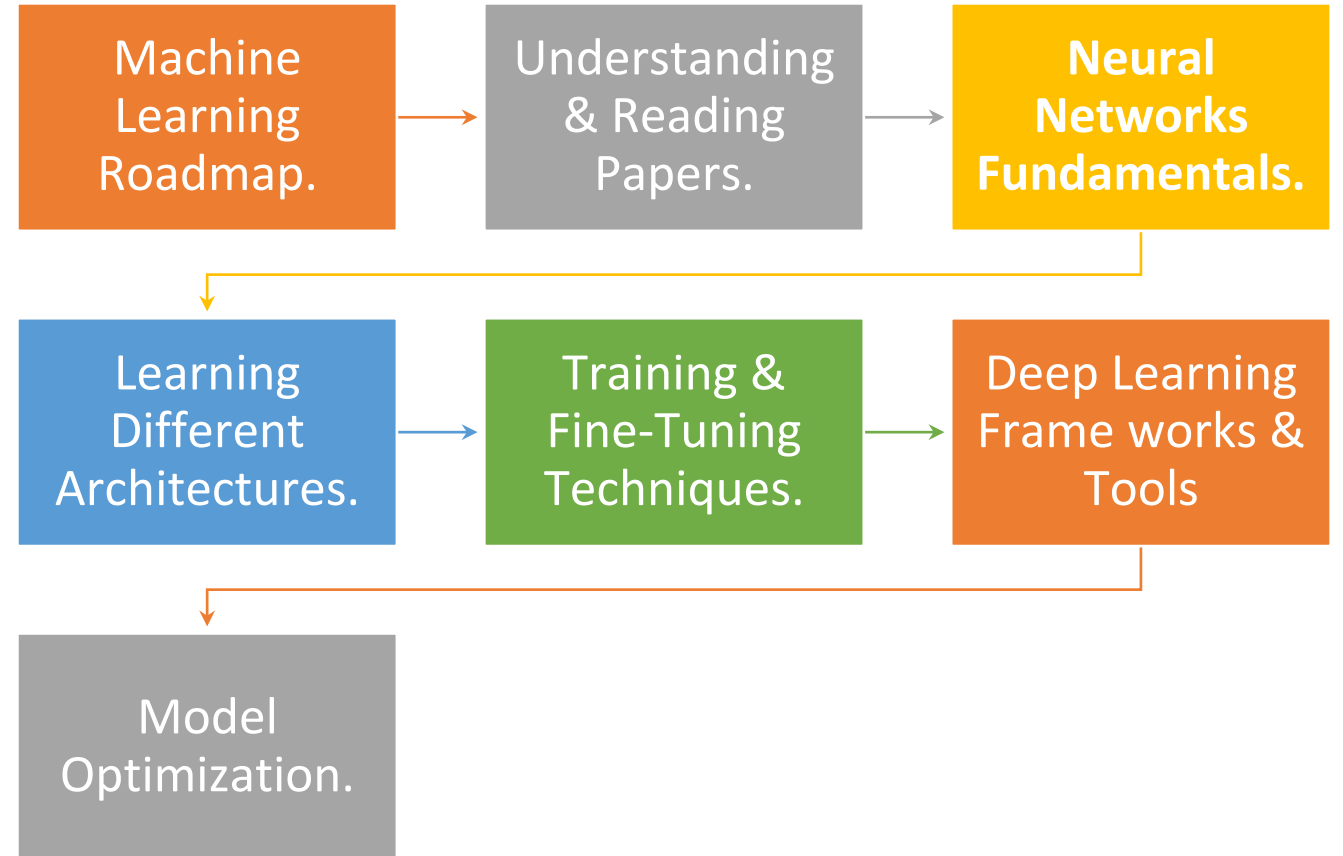 Machine
Learning
Roadmap.
Understanding
& Reading
Papers.
Neural
Networks
Fundamentals.
Learning
Different
Architectures.
Training &
Fine-Tuning
Techniques.
Deep Learning
Frame works &
Tools
Model
Optimization.